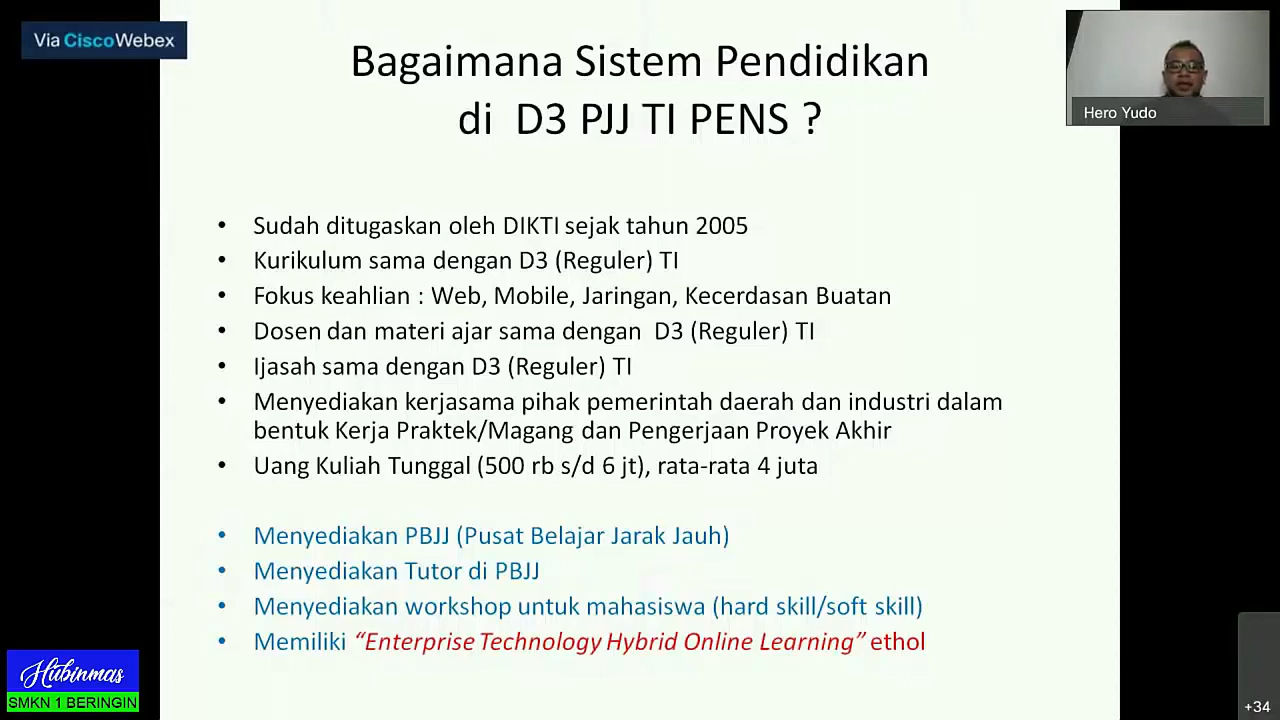 Via CiscoWebex
Bagaimana Sistem Pendidikan
di D3 PJJ TI PENS ?
Hero Yudo
• Sudah ditugaskan oleh DIKTI sejak tahun 2005
• Kurikulum sama dengan D3 (Reguler) TI
• Fokus keahlian : Web, Mobile, Jaringan, Kecerdasan Buatan
• Dosen dan materi ajar sama dengan D3 (Reguler) TI
• Ijasah sama dengan D3 (Reguler) TI
• Menyediakan kerjasama pihak pemerintah daerah dan industri dalam
bentuk Kerja Praktek/Magang dan Pengerjaan Proyek Akhir
• Uang Kuliah Tunggal (500 rb s/d 6 jt), rata-rata 4 juta
• Menyediakan PBJJ (Pusat Belajar Jarak Jauh)
• Menyediakan Tutor di PBJJ
• Menyediakan workshop untuk mahasiswa (hard skill/soft skill)
• Memiliki “Enterprise Technology Hybrid Online Learning” ethol
Hubinmas
SMKN 1 BERINGIN
+34